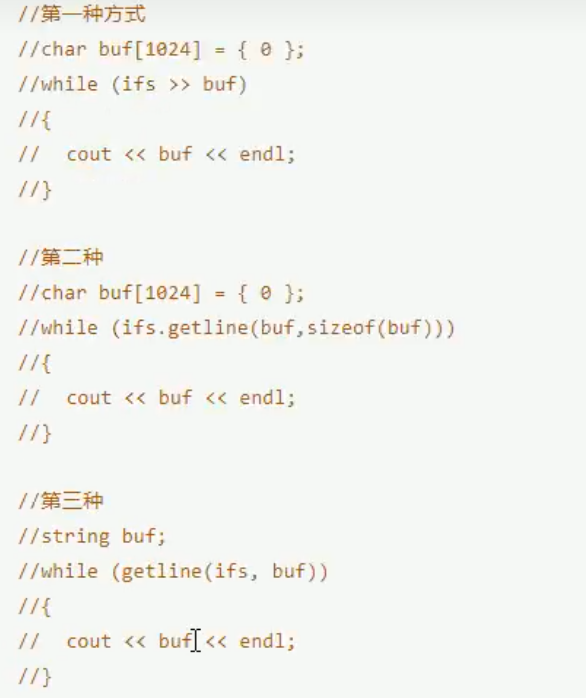 //第一种方式
//char buf[1024] = { 0 };
//while (ifs >> buf)
//{
//  cout << buf << endl;
//}
//第二种
//char buf[1024] = { 0 };
//while (ifs.getline(buf,sizeof(buf)))
//{
//  cout << buf << endl;
//}
//第三种
//string buf;
//while (getline(ifs, buf))
//{
//  cout << buf << endl;
//}